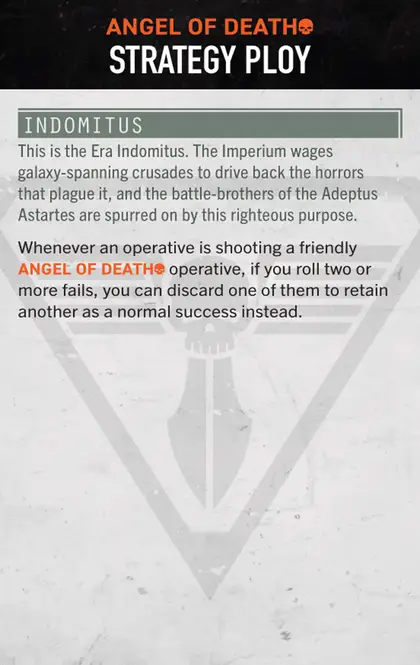 ANGEL OF DEATH
STRATEGY PLOY
INDOMITUS
This is the Era Indomitus. The Imperium wages
galaxy-spanning crusades to drive back the horrors
that plague it, and the battle-brothers of the Adeptus
Astartes are spurred on by this righteous purpose.
Whenever an operative is shooting a friendly
ANGEL OF DEATH operative, if you roll two or
more fails, you can discard one of them to retain
another as a normal success instead.